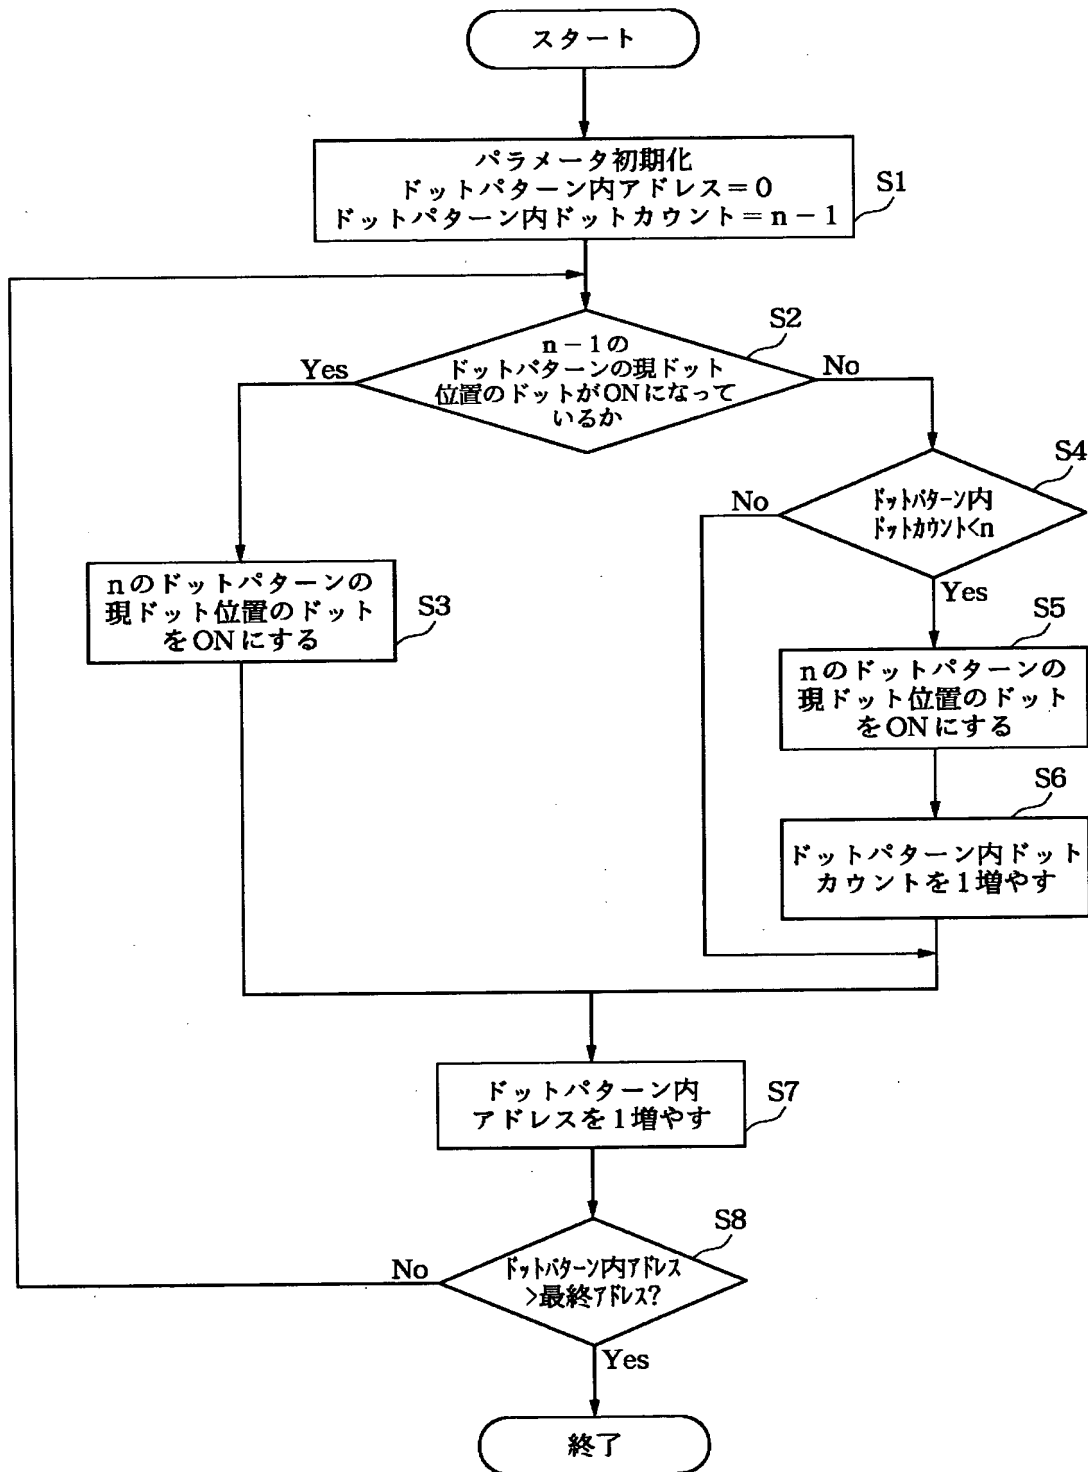 スタート
パラメータ初期化
ドットパターン内アドレス＝0
ドットパターン内ドットカウント＝n－1
S1
S2
n－1の
ドットパターンの現ドット
位置のドットがONになって
いるか
Yes
No
S4
ドットパターン内
ドットカウント<n
No
Yes
nのドットパターンの
現ドット位置のドット
をONにする
S3
S5
nのドットパターンの
現ドット位置のドット
をONにする
S6
ドットパターン内ドット
カウントを1増やす
ドットパターン内
アドレスを1増やす
S7
S8
ドットパターン内アドレス
>最終アドレス?
No
Yes
終了